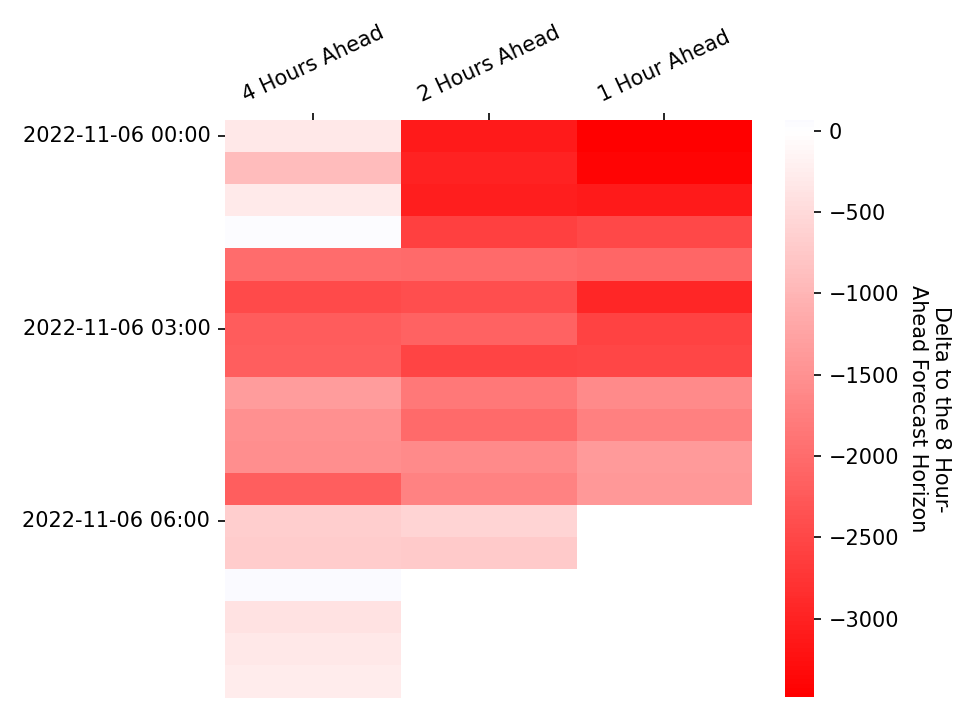 4 Hours Ahead
2 Hours Ahead
1 Hour Ahead
2022-11-06 00:00
2022-11-06 03:00
2022-11-06 06:00
0
−500
−1000
−1500
−2000
−2500
−3000
Delta to the 8 Hour-
Ahead Forecast Horizon